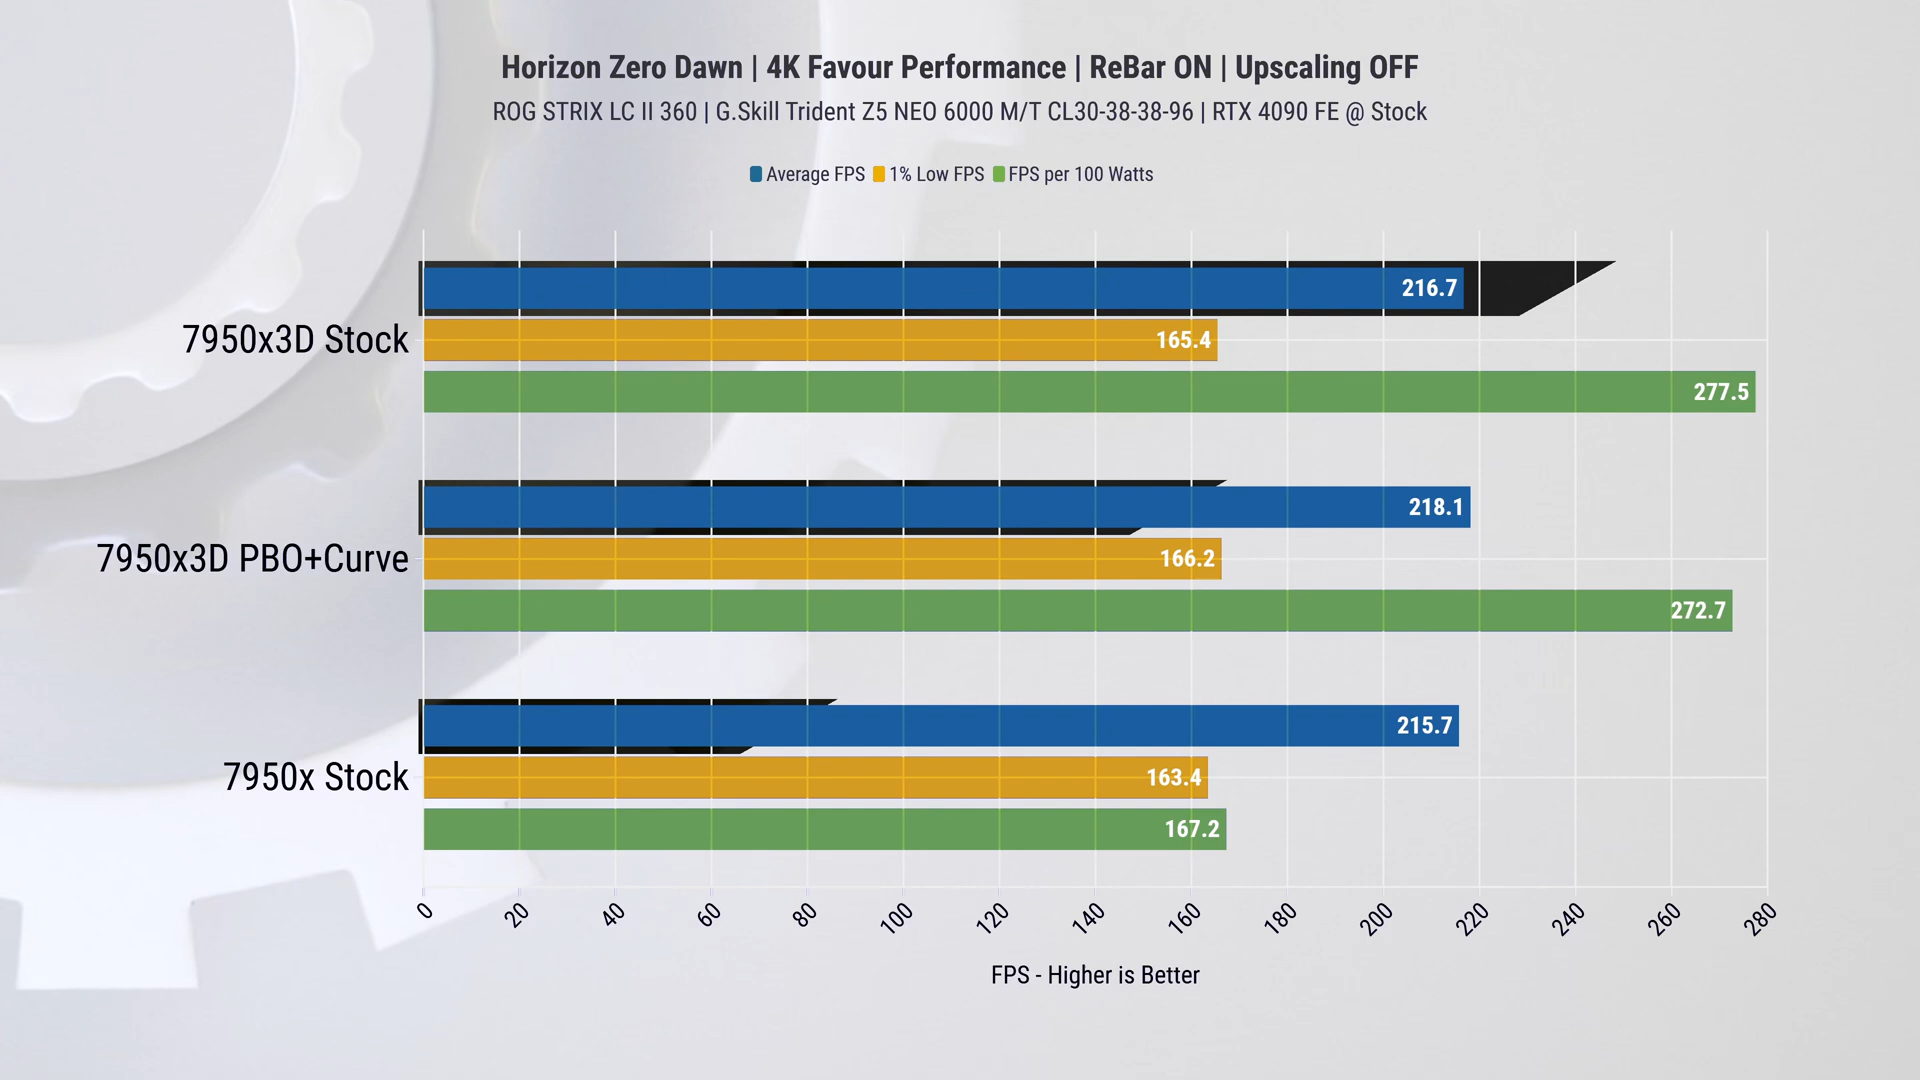 Horizon Zero Dawn | 4K Favour Performance | ReBar ON | Upscaling OFF
ROG STRIX LC II 360 | G.Skill Trident Z5 NEO 6000 M/T CL30-38-38-96 | RTX 4090 FE @ Stock
Average FPS 1% Low FPS FPS per 100 Watts
216.7
7950x3D Stock 165.4
277.5
218.1
7950x3D PBO+Curve 166.2
272.7
215.7
7950x Stock 163.4
167.2
0 20 40 60 80 100 120 140 160 180 200 220 240 260 280
FPS - Higher is Better